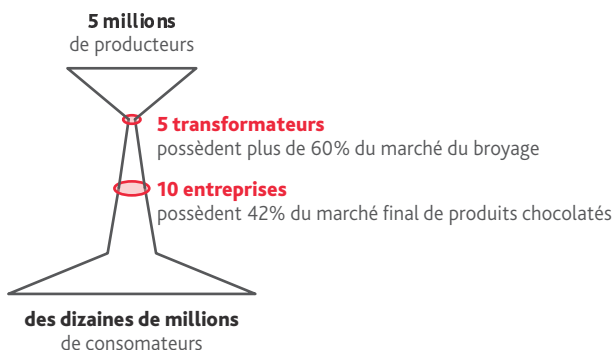 5 millions
de producteurs
5 transformateurs
possèdent plus de 60% du marché du broyage
10 entreprises
possèdent 42% du marché final de produits chocolatés
des dizaines de millions
de consomateurs